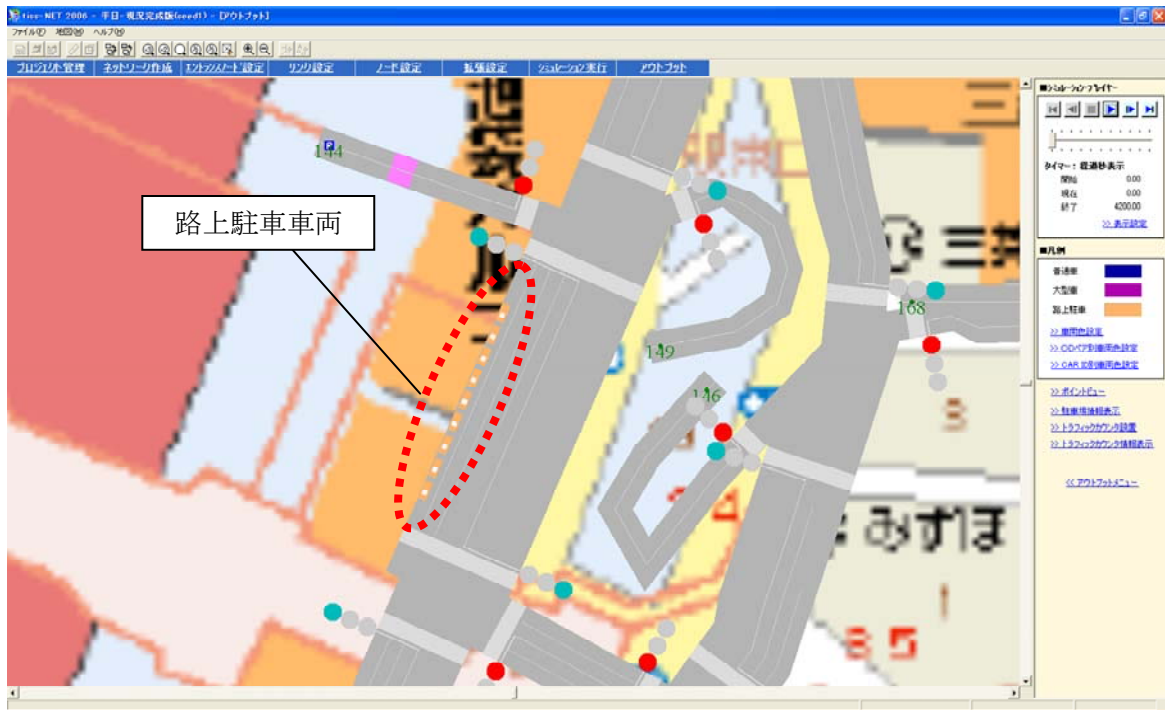 tiss-NET 2006 - 平日-現況完成版(seed1) - [アウトプット]
ファイル(F) 地図(M) ヘルプ(H)
プロジェクト管理 ネットワーク作成 エントランスノード設定 リンク設定 ノード設定 拡張設定 シミュレーション実行 アウトプット
■シミュレーションプレイヤー
タイマー：経過秒表示
開始 0.00
現在 0.00
終了 4200.00
>> 表示設定
■凡例
普通車
大型車
路上駐車
>> 車両色設定
>> ODペア別車両色設定
>> CAR ID別車両色設定
>> ポイントビュー
>> 駐車場情報表示
>> トラフィックカウンタ設置
>> トラフィックカウンタ情報表示
<< アウトプットメニュー
路上駐車車両
P
144
149
146
168
三
3
24
みずほ
1
85